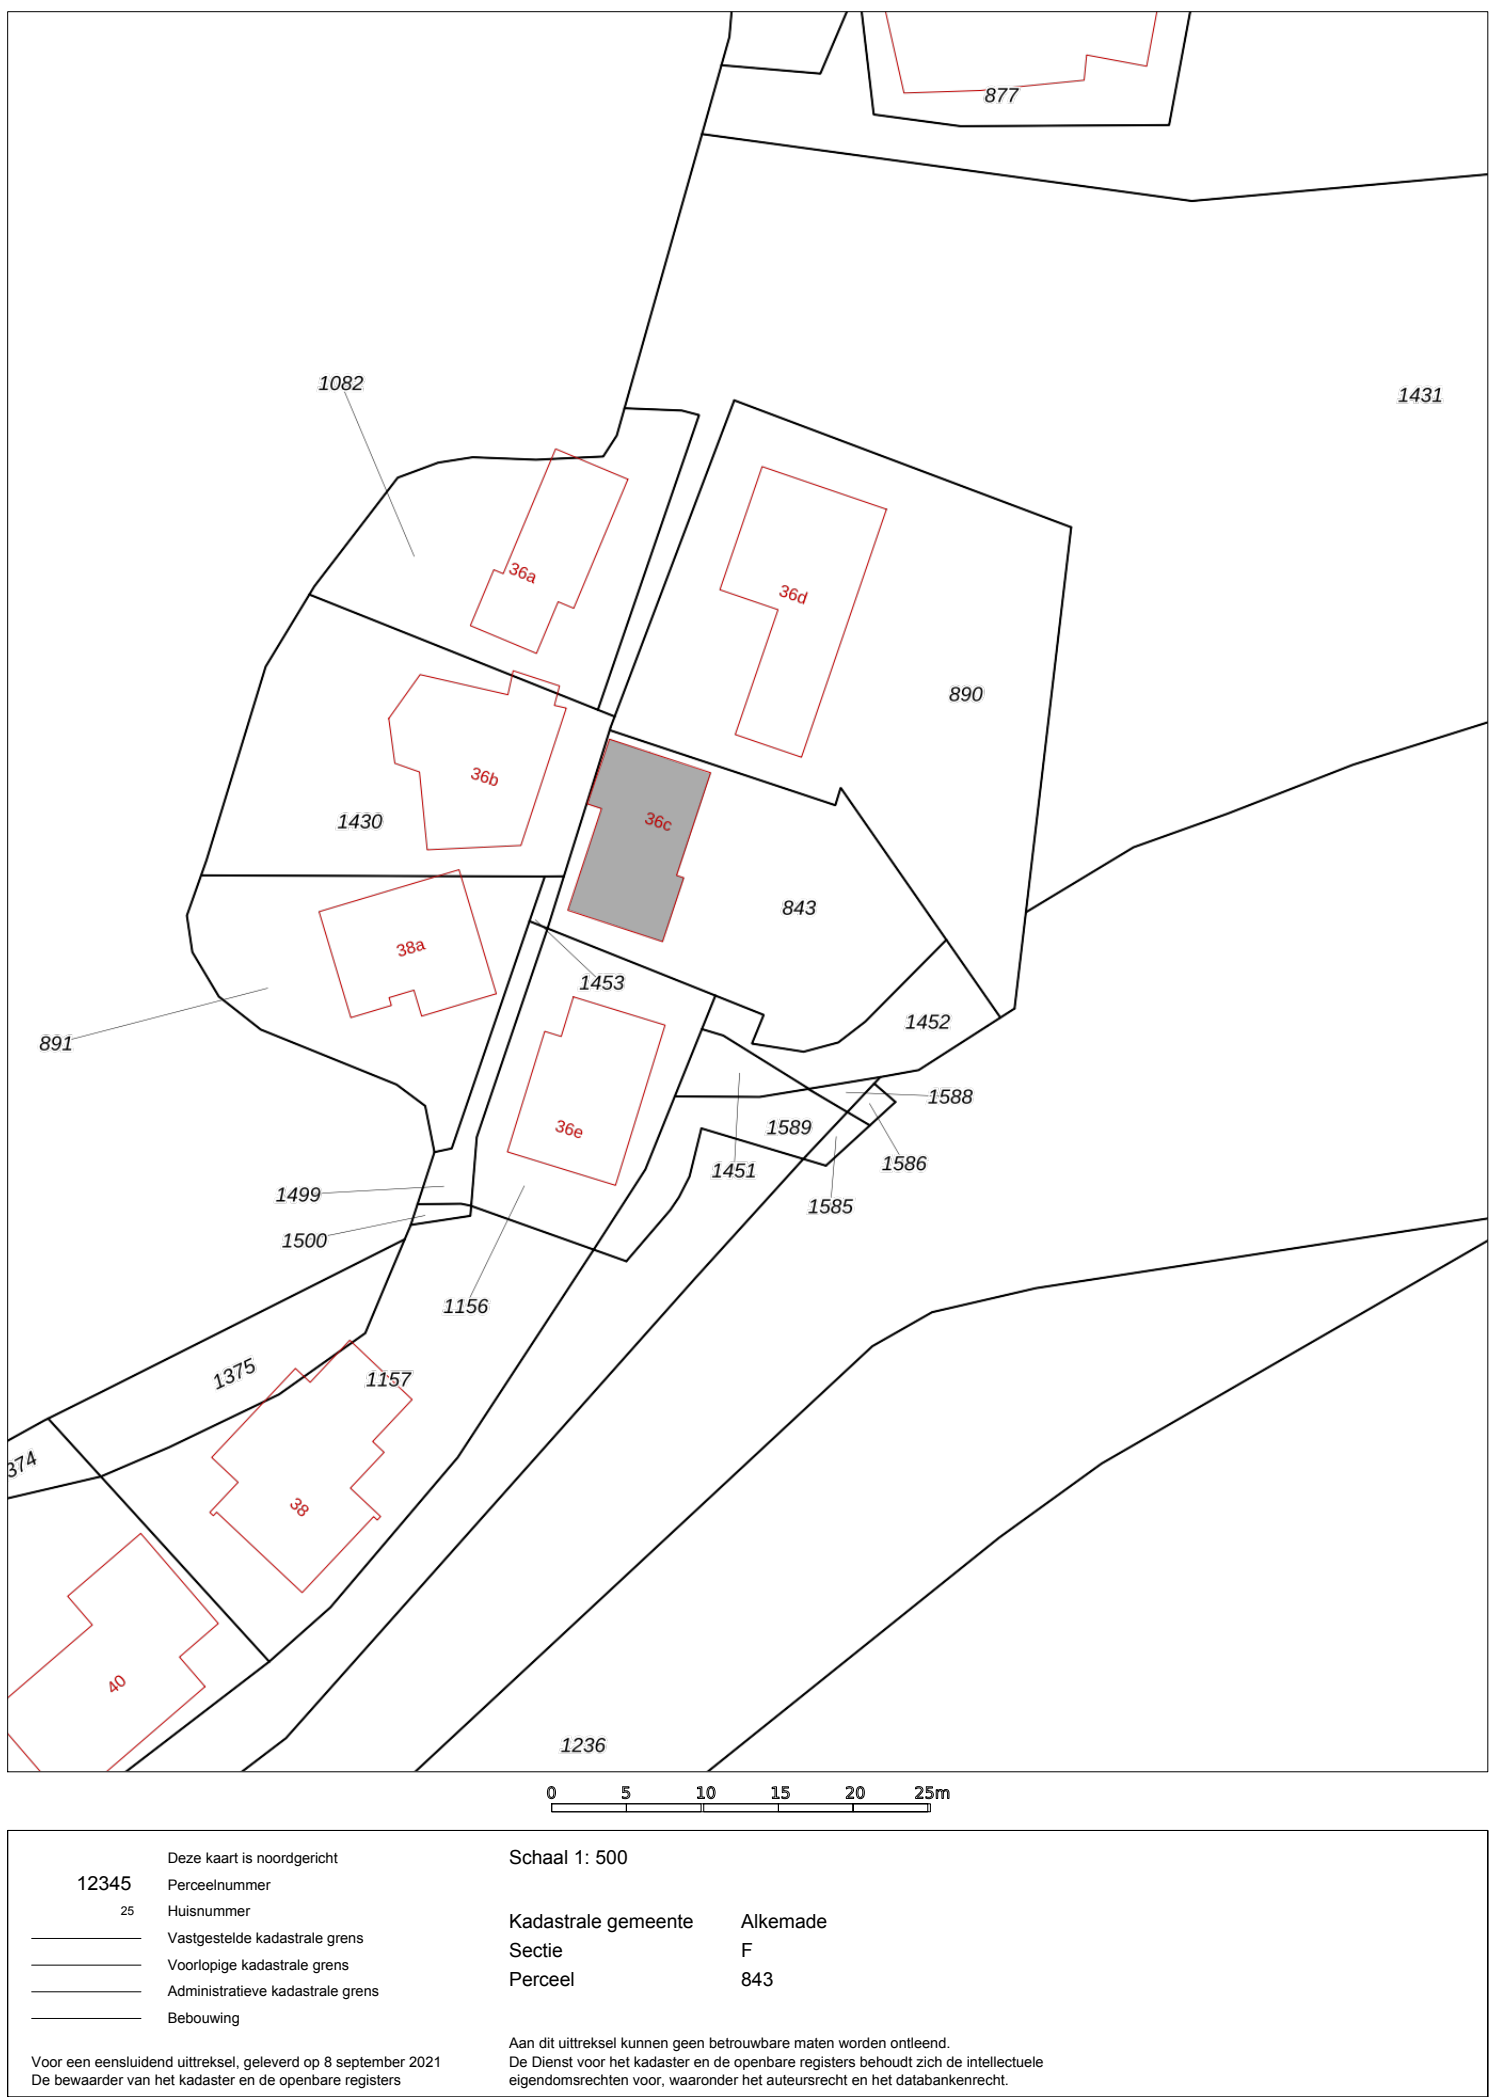 877
1082
1431
36a
36d
890
36b
36c
1430
843
38a
1453
1452
891
1588
36e
1589
1586
1451
1499
1585
1500
1156
1375
1157
374
38
40
1236
0 5 10 15 20 25m
Deze kaart is noordgericht
12345 Perceelnummer
25 Huisnummer
Vastgestelde kadastrale grens
Voorlopige kadastrale grens
Administratieve kadastrale grens
Bebouwing
Voor een eensluidend uittreksel, geleverd op 8 september 2021
De bewaarder van het kadaster en de openbare registers
Schaal 1: 500
Kadastrale gemeente Alkemade
Sectie F
Perceel 843
Aan dit uittreksel kunnen geen betrouwbare maten worden ontleend.
De Dienst voor het kadaster en de openbare registers behoudt zich de intellectuele
eigendomsrechten voor, waaronder het auteursrecht en het databankenrecht.